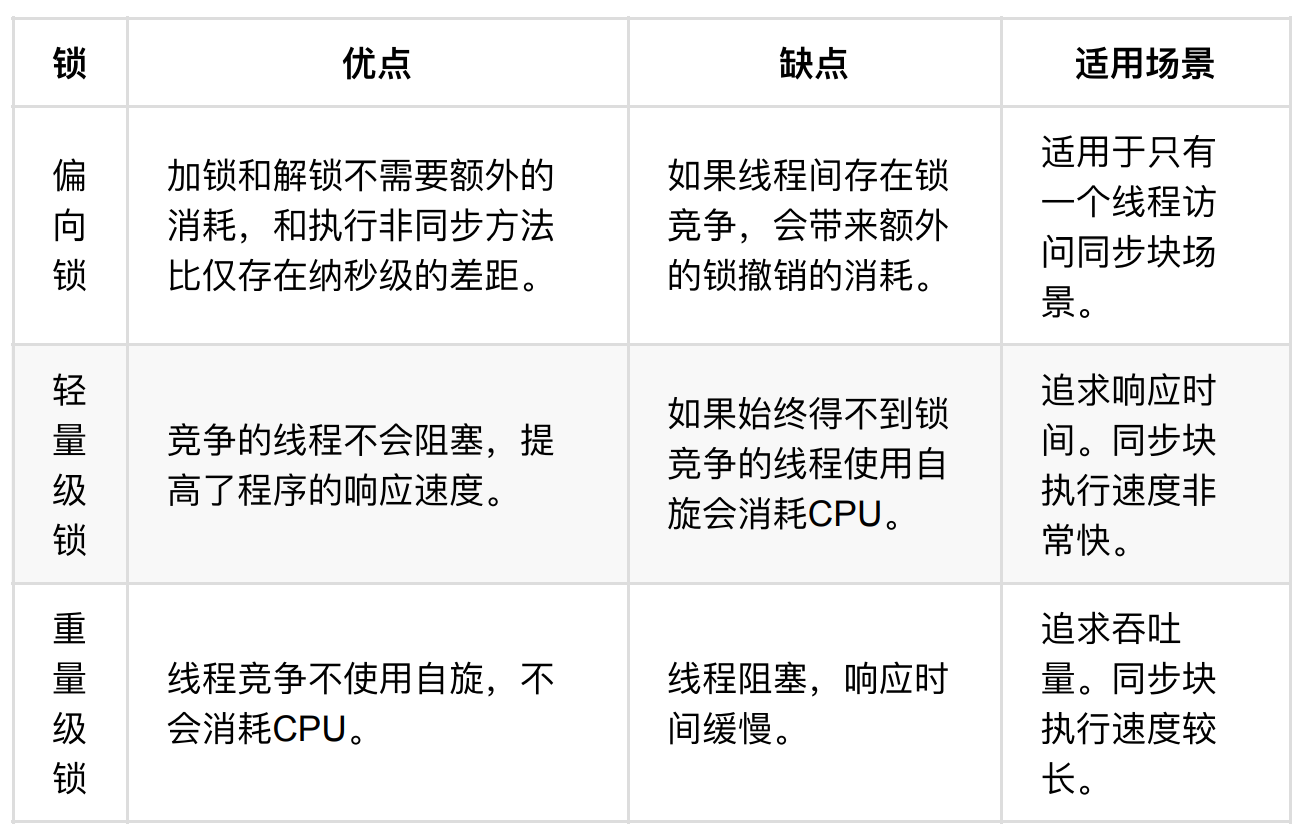 锁
优点
缺点
适用场景
偏
向
锁
加锁和解锁不需要额外的
消耗，和执行非同步方法
比仅存在纳秒级的差距。
如果线程间存在锁
竞争，会带来额外
的锁撤销的消耗。
适用于只有
一个线程访
问同步块场
景。
轻
量
级
锁
竞争的线程不会阻塞，提
高了程序的响应速度。
如果始终得不到锁
竞争的线程使用自
旋会消耗CPU。
追求响应时
间。同步块
执行速度非
常快。
重
量
级
锁
线程竞争不使用自旋，不
会消耗CPU。
线程阻塞，响应时
间缓慢。
追求吞吐
量。同步块
执行速度较
长。